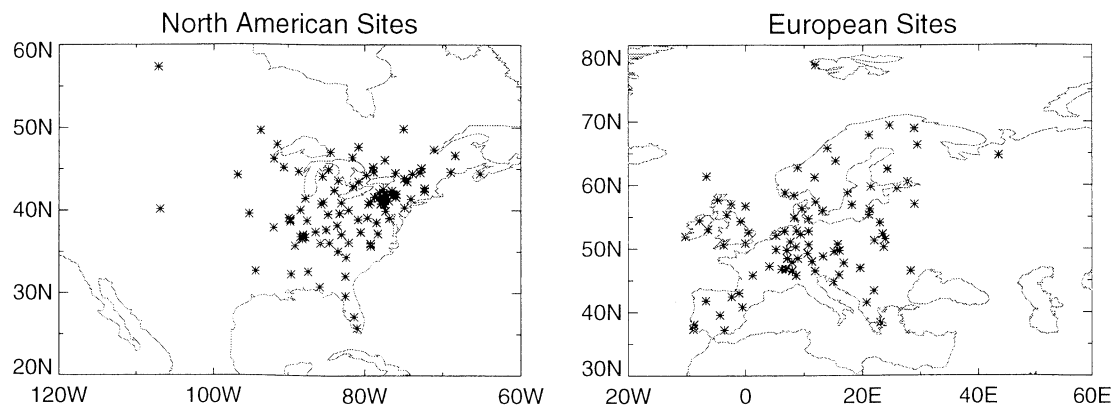 North American Sites
60N
50N
40N
30N
20N
120W 100W 80W 60W
European Sites
80N
70N
60N
50N
40N
30N
20W 0 20E 40E 60E